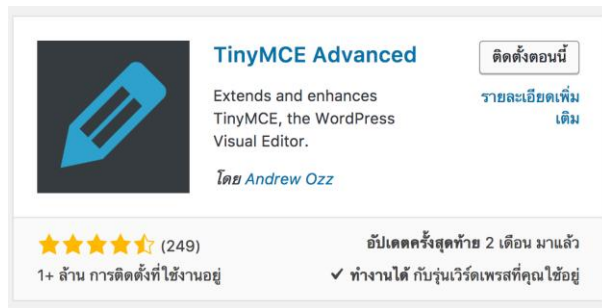 TinyMCE Advanced
ติดตั้งตอนนี้
Extends and enhances
TinyMCE, the WordPress
Visual Editor.
รายละเอียดเพิ่ม
เติม
โดย Andrew Ozz
(249)
อัปเดตครั้งสุดท้าย 2 เดือน มาแล้ว
1+ ล้าน การติดตั้งที่ใช้งานอยู่
✓ ทำงานได้ กับรุ่นเวิร์ดเพรสที่คุณใช้อยู่